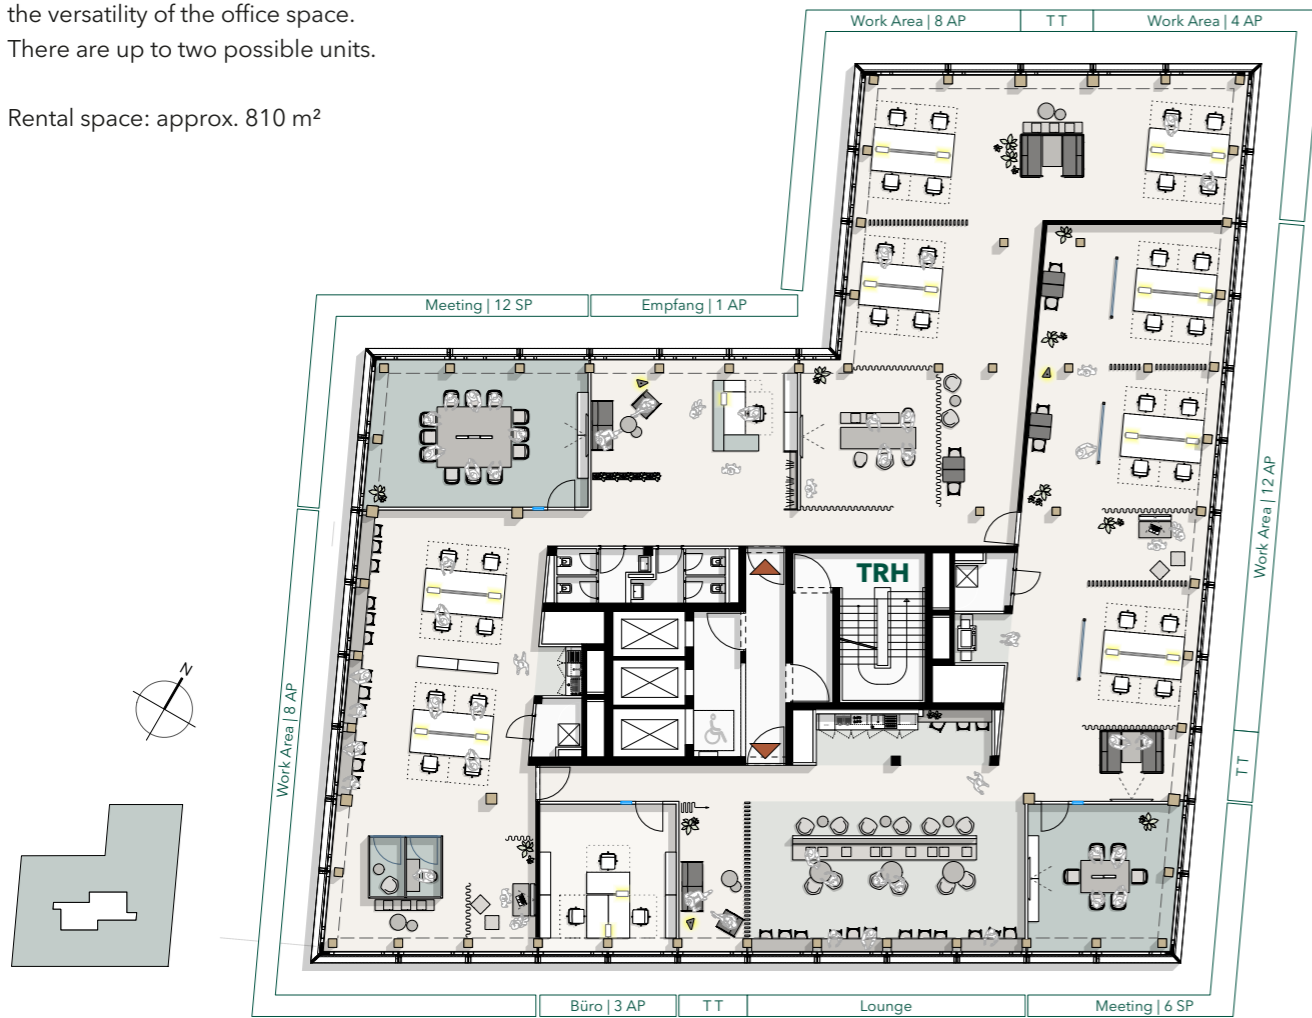 the versatility of the office space.
There are up to two possible units.
Rental space: approx. 810 m²
Work Area | 8 AP
T T
Work Area | 4 AP
Meeting | 12 SP
Empfang | 1 AP
Work Area | 12 AP
TRH
N
Work Area | 8 AP
T T
Büro | 3 AP
T T
Lounge
Meeting | 6 SP